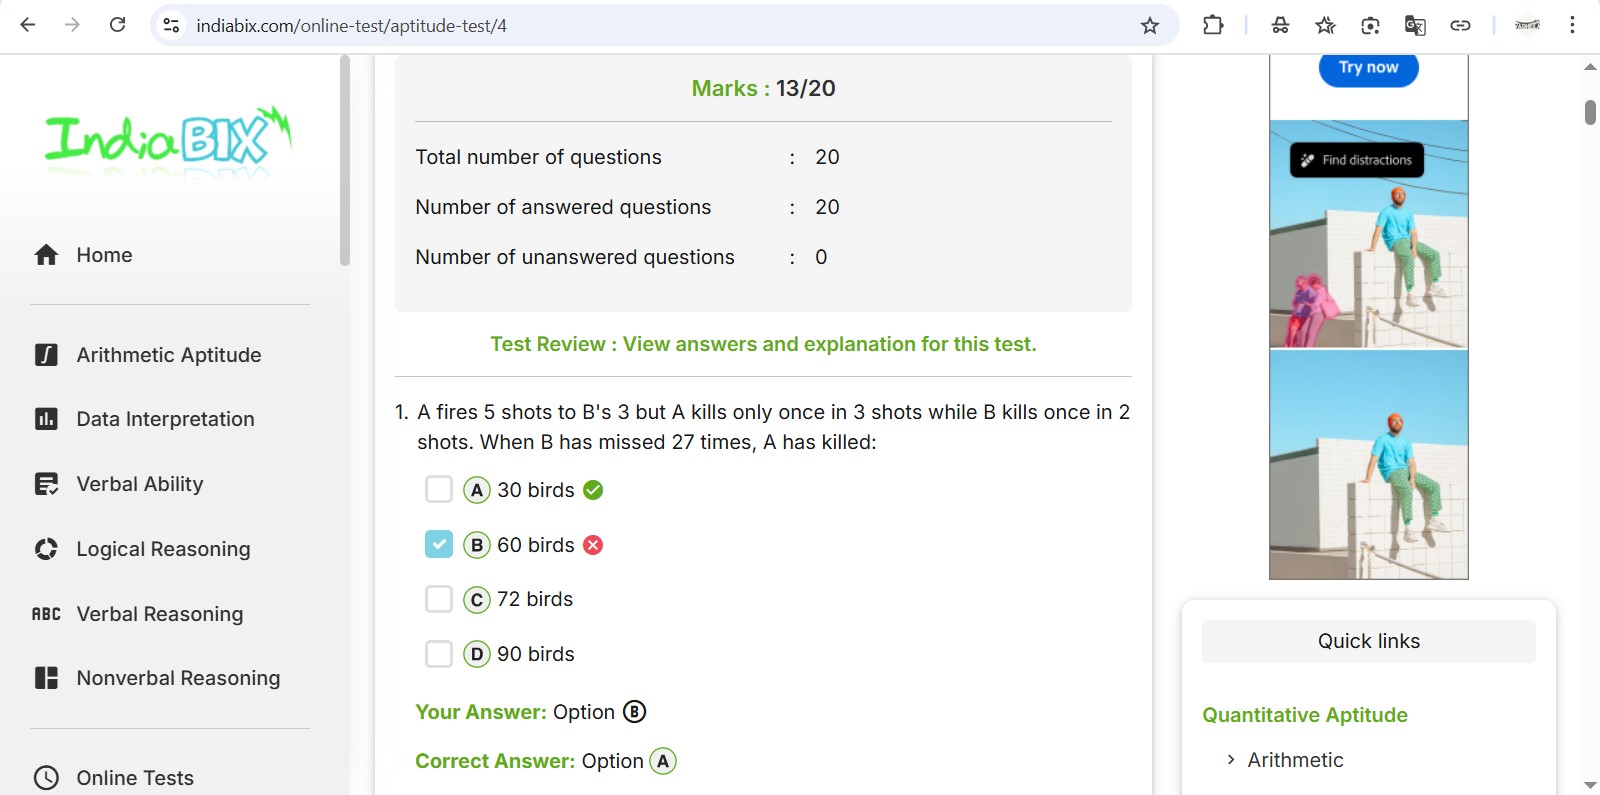 indiabix.com/online-test/aptitude-test/4
IndiaBIX
Home
Arithmetic Aptitude
Data Interpretation
Verbal Ability
Logical Reasoning
ABC Verbal Reasoning
Nonverbal Reasoning
Online Tests
Marks : 13/20
Total number of questions : 20
Number of answered questions : 20
Number of unanswered questions : 0
Test Review : View answers and explanation for this test.
1. A fires 5 shots to B's 3 but A kills only once in 3 shots while B kills once in 2
shots. When B has missed 27 times, A has killed:
A 30 birds
B 60 birds
C 72 birds
D 90 birds
Your Answer: Option B
Correct Answer: Option A
Try now
Find distractions
Quick links
Quantitative Aptitude
Arithmetic